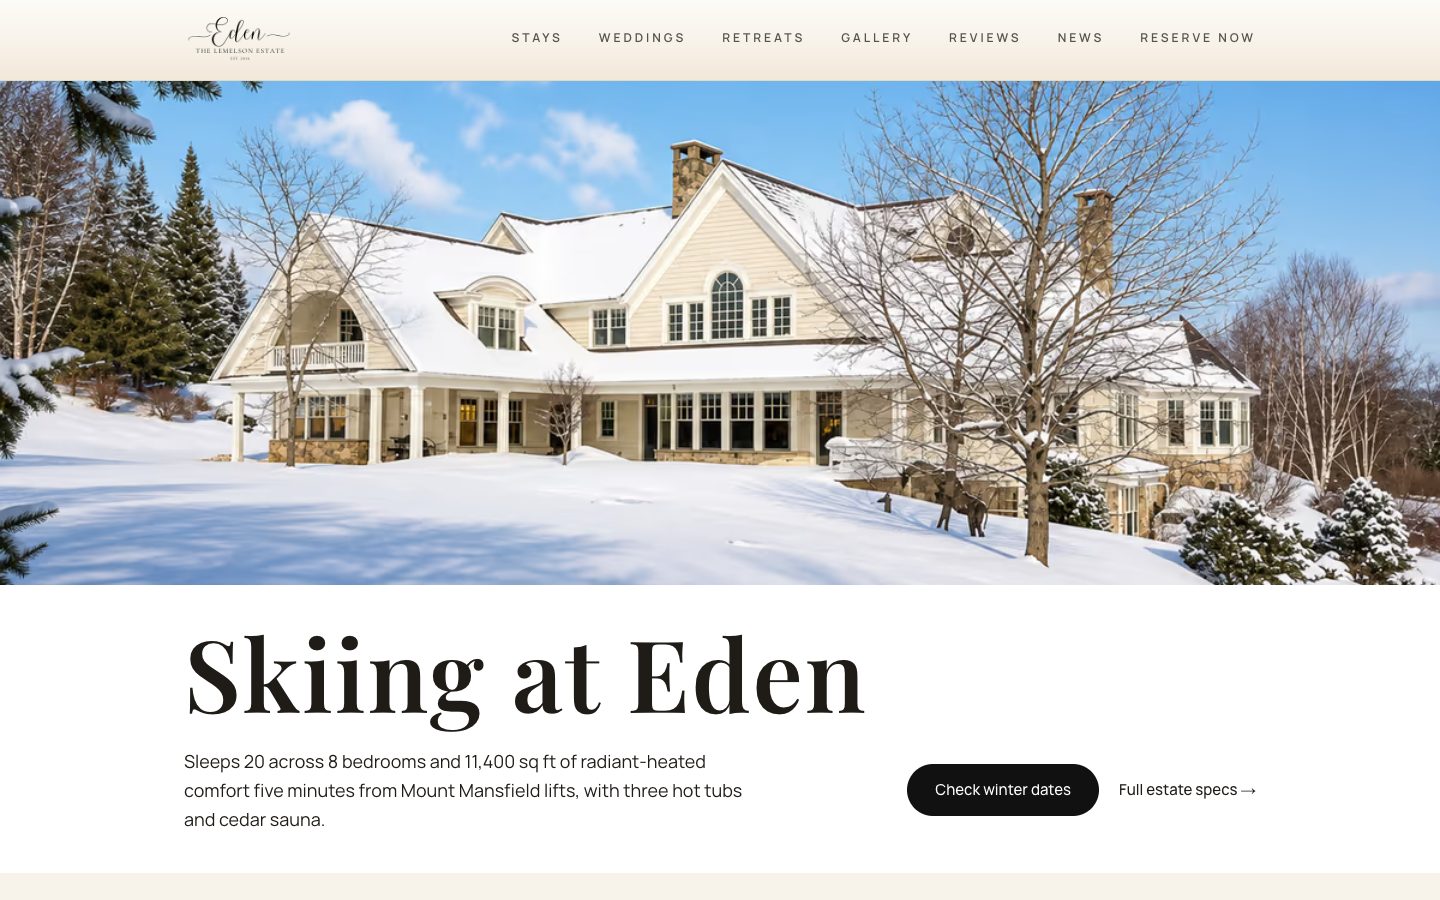 Eden
THE LEMELSON ESTATE
EST. 2016
STAYS
WEDDINGS
RETREATS
GALLERY
REVIEWS
NEWS
RESERVE NOW
Skiing at Eden
Sleeps 20 across 8 bedrooms and 11,400 sq ft of radiant-heated
comfort five minutes from Mount Mansfield lifts, with three hot tubs
and cedar sauna.
Check winter dates
Full estate specs →